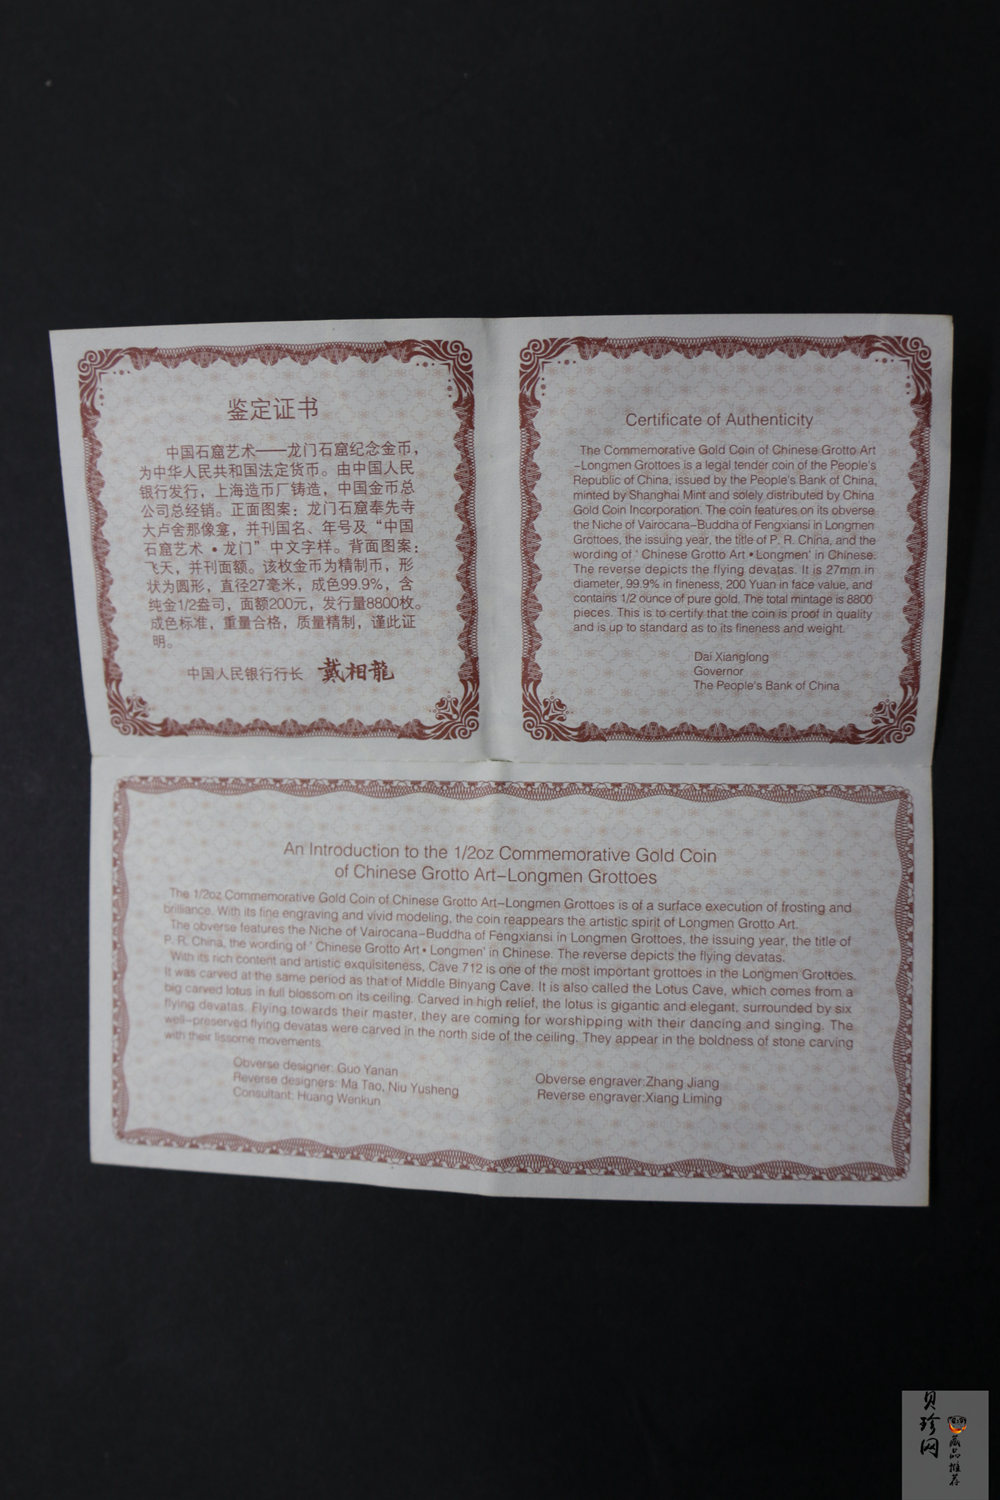 鉴定证书
中国石窟艺术——龙门石窟纪念金币，
为中华人民共和国法定货币。由中国人民
银行发行，上海造币厂铸造，中国金币总
公司总经销。正面图案：龙门石窟奉先寺
大卢舍那像龛，并刊国名、年号及“中国
石窟艺术•龙门”中文字样。背面图案：
飞天，并刊面额。该枚金币为精制币，形
状为圆形，直径27毫米，成色99.9%，含
纯金1/2盎司，面额200元，发行量8800枚。
成色标准，重量合格，质量精制，谨此证
明。
中国人民银行行长 戴相龍
Certificate of Authenticity
The Commemorative Gold Coin of Chinese Grotto Art
–Longmen Grottoes is a legal tender coin of the People's
Republic of China, issued by the People's Bank of China,
minted by Shanghai Mint and solely distributed by China
Gold Coin Incorporation. The coin features on its obverse
the Niche of Vairocana–Buddha of Fengxiansi in Longmen
Grottoes, the issuing year, the title of P. R. China, and the
wording of ' Chinese Grotto Art • Longmen' in Chinese.
The reverse depicts the flying devatas. It is 27mm in
diameter, 99.9% in fineness, 200 Yuan in face value, and
contains 1/2 ounce of pure gold. The total mintage is 8800
pieces. This is to certify that the coin is proof in quality
and is up to standard as to its fineness and weight.
Dai Xianglong
Governor
The People's Bank of China
An Introduction to the 1/2oz Commemorative Gold Coin
of Chinese Grotto Art–Longmen Grottoes
The 1/2oz Commemorative Gold Coin of Chinese Grotto Art–Longmen Grottoes is of a surface execution of frosting and
brilliance. With its fine engraving and vivid modeling, the coin reappears the artistic spirit of Longmen Grotto Art.
The obverse features the Niche of Vairocana–Buddha of Fengxiansi in Longmen Grottoes, the issuing year, the title of
P. R. China, the wording of ' Chinese Grotto Art • Longmen' in Chinese. The reverse depicts the flying devatas.
With its rich content and artistic exquisiteness, Cave 712 is one of the most important grottoes in the Longmen Grottoes.
It was carved at the same period as that of Middle Binyang Cave. It is also called the Lotus Cave, which comes from a
big carved lotus in full blossom on its ceiling. Carved in high relief, the lotus is gigantic and elegant, surrounded by six
flying devatas. Flying towards their master, they are coming for worshipping with their dancing and singing. The
well–preserved flying devatas were carved in the north side of the ceiling. They appear in the boldness of stone carving
with their lissome movements.
Obverse designer: Guo Yanan
Reverse designers: Ma Tao, Niu Yusheng
Consultant: Huang Wenkun
Obverse engraver:Zhang Jiang
Reverse engraver:Xiang Liming
贝珍网
藏品推荐